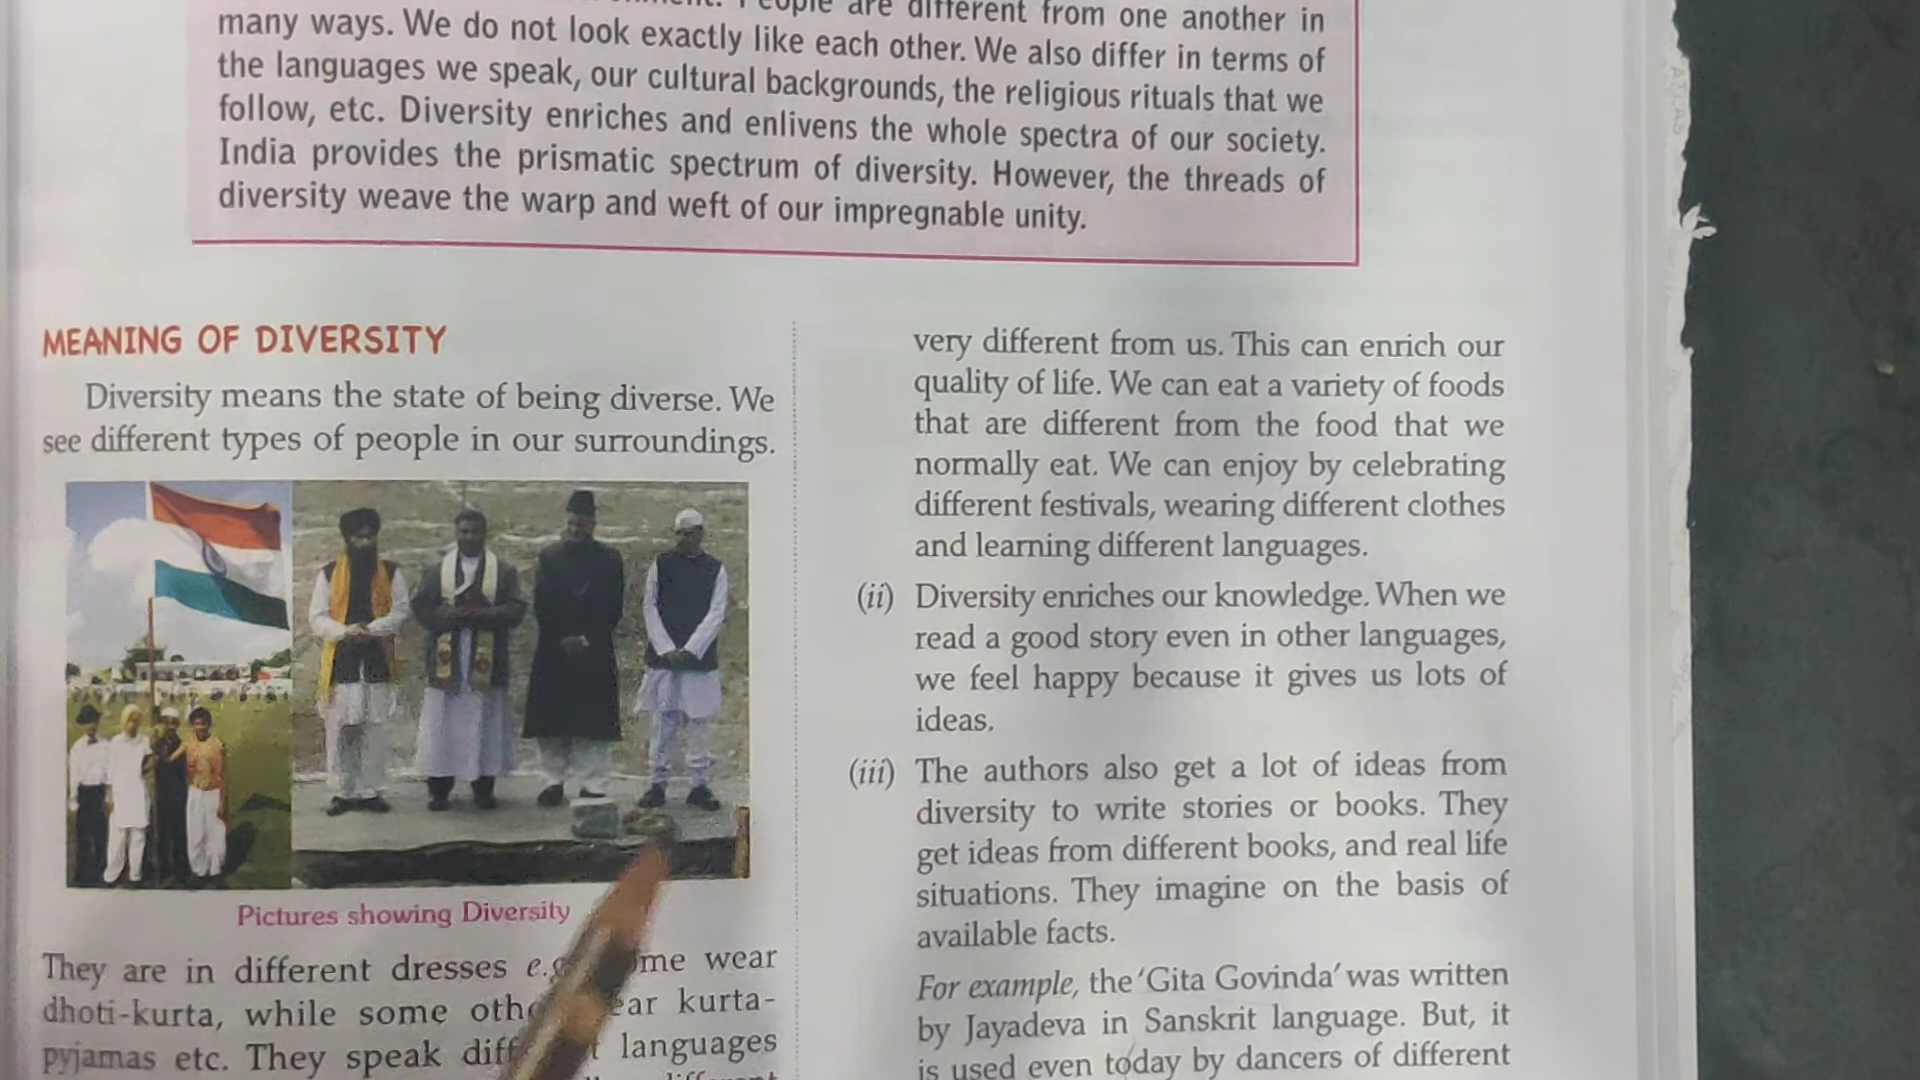 are different from one another in
many ways. We do not look exactly like each other. We also differ in terms of
the languages we speak, our cultural backgrounds, the religious rituals that we
follow, etc. Diversity enriches and enlivens the whole spectra of our society.
India provides the prismatic spectrum of diversity. However, the threads of
diversity weave the warp and weft of our impregnable unity.
MEANING OF DIVERSITY
Diversity means the state of being diverse. We
see different types of people in our surroundings.
Pictures showing Diversity
They are in different dresses wear
dhoti-kurta, while some kurta-
pyjamas etc. They speak languages
very different from us. This can enrich our
quality of life. We can eat a variety of foods
that are different from the food that we
normally eat. We can enjoy by celebrating
different festivals, wearing different clothes
and learning different languages.
(ii) Diversity enriches our knowledge. When we
read a good story even in other languages,
we feel happy because it gives us lots of
ideas.
(iii) The authors also get a lot of ideas from
diversity to write stories or books. They
get ideas from different books, and real life
situations. They imagine on the basis of
available facts.
For example, the 'Gita Govinda' was written
by Jayadeva in Sanskrit language. But, it
is used even today by dancers of different